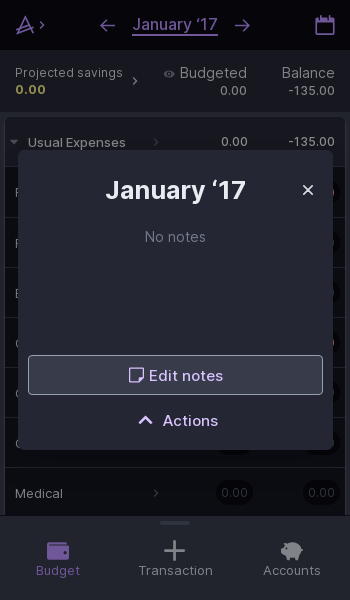 January ‘17
Projected savings
0.00
Budgeted
0.00
Balance
-135.00
Usual Expenses 0.00 -135.00
January ‘17
No notes
Edit notes
Actions
Medical 0.00 0.00
Budget Transaction Accounts